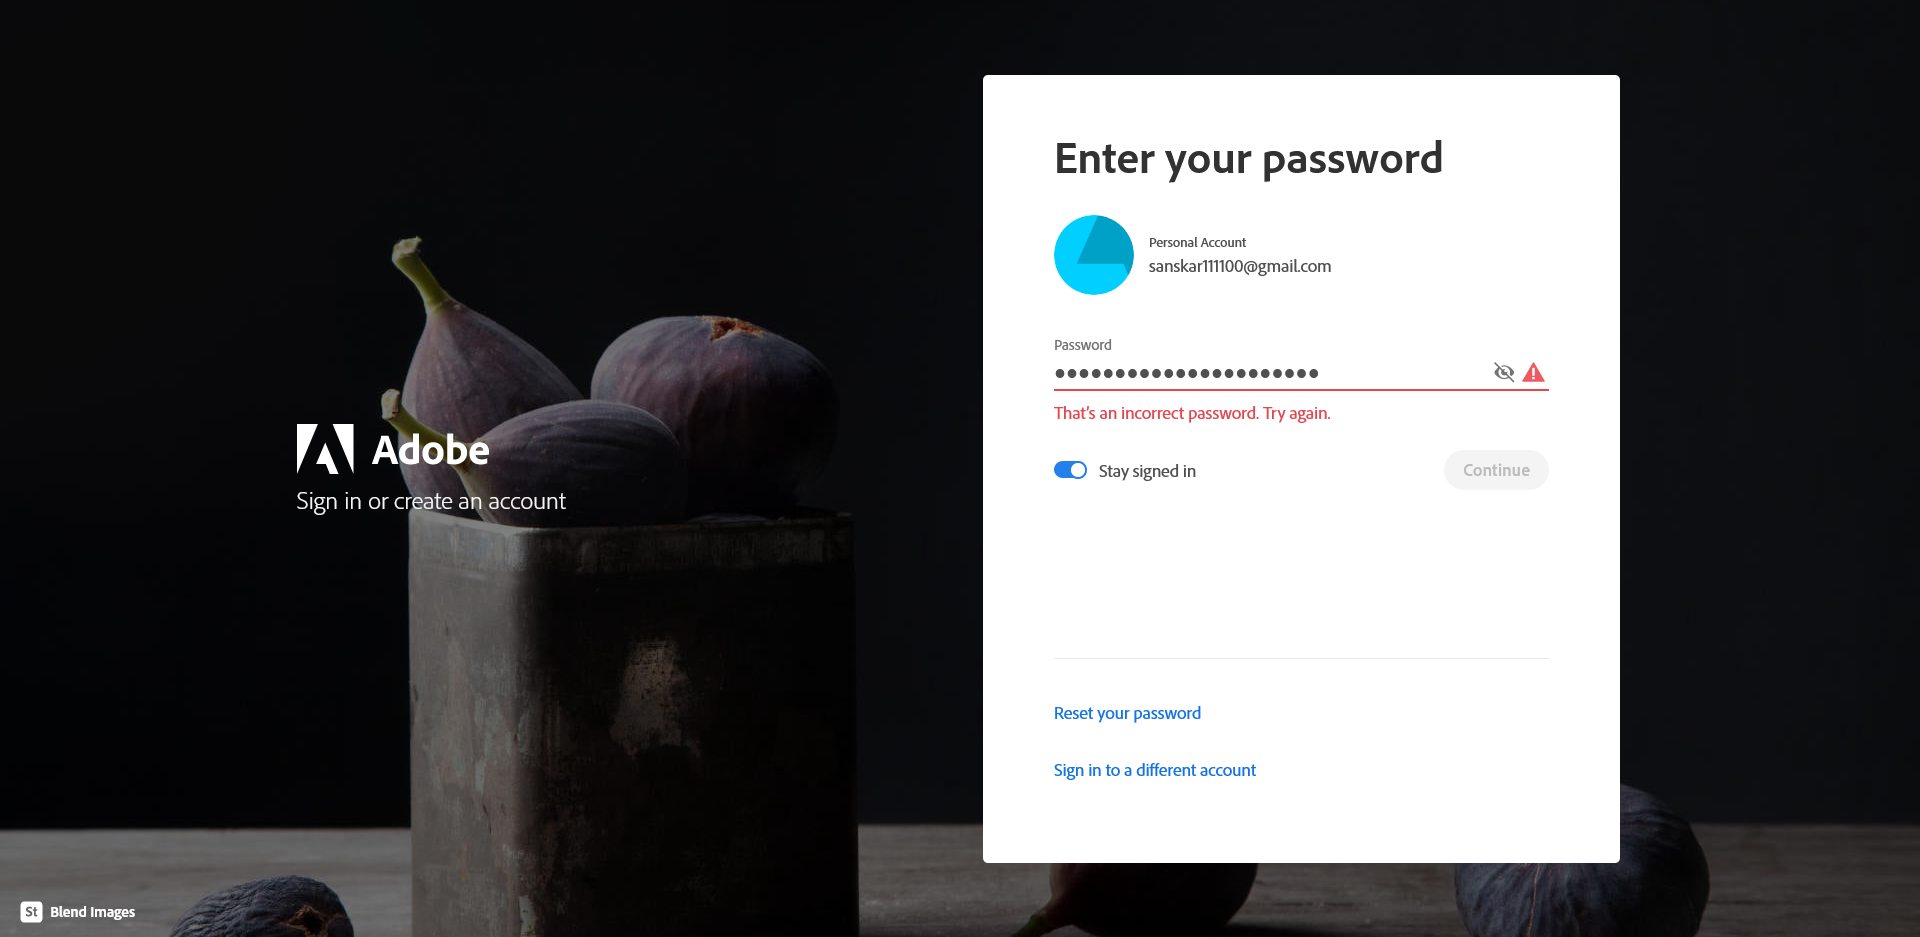 Adobe
Sign in or create an account
Enter your password
Personal Account
sanskar111100@gmail.com
Password
●●●●●●●●●●●●●●●●●●●●●●
That's an incorrect password. Try again.
Stay signed in
Continue
Reset your password
Sign in to a different account
St Blend Images